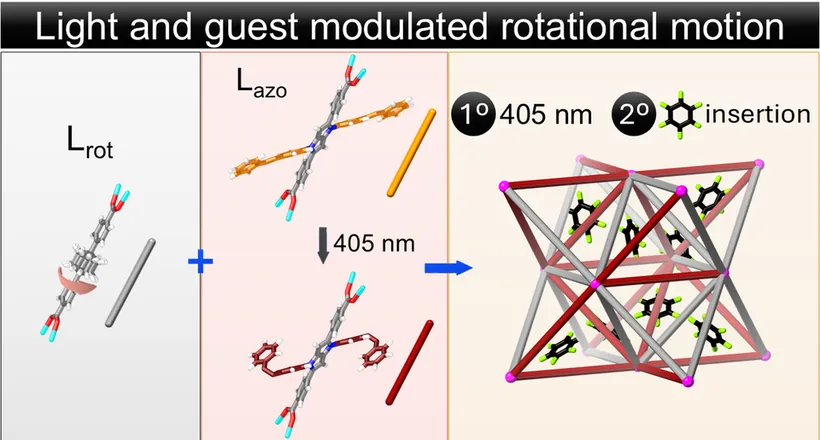 Light and guest modulated rotational motion
Lrot
+
Lazo
405 nm
1º 405 nm 2º insertion